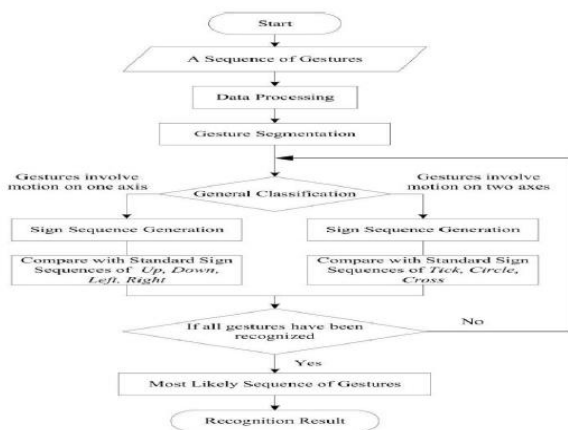 Start
A Sequence of Gestures
Data Processing
Gesture Segmentation
Gestures involve
motion on one axis
General Classification
Gestures involve
motion on two axes
Sign Sequence Generation
Compare with Standard Sign
Sequences of Up, Down,
Left, Right
Sign Sequence Generation
Compare with Standard Sign
Sequences of Tick, Circle,
Cross
If all gestures have been
recognized
No
Yes
Most Likely Sequence of Gestures
Recognition Result